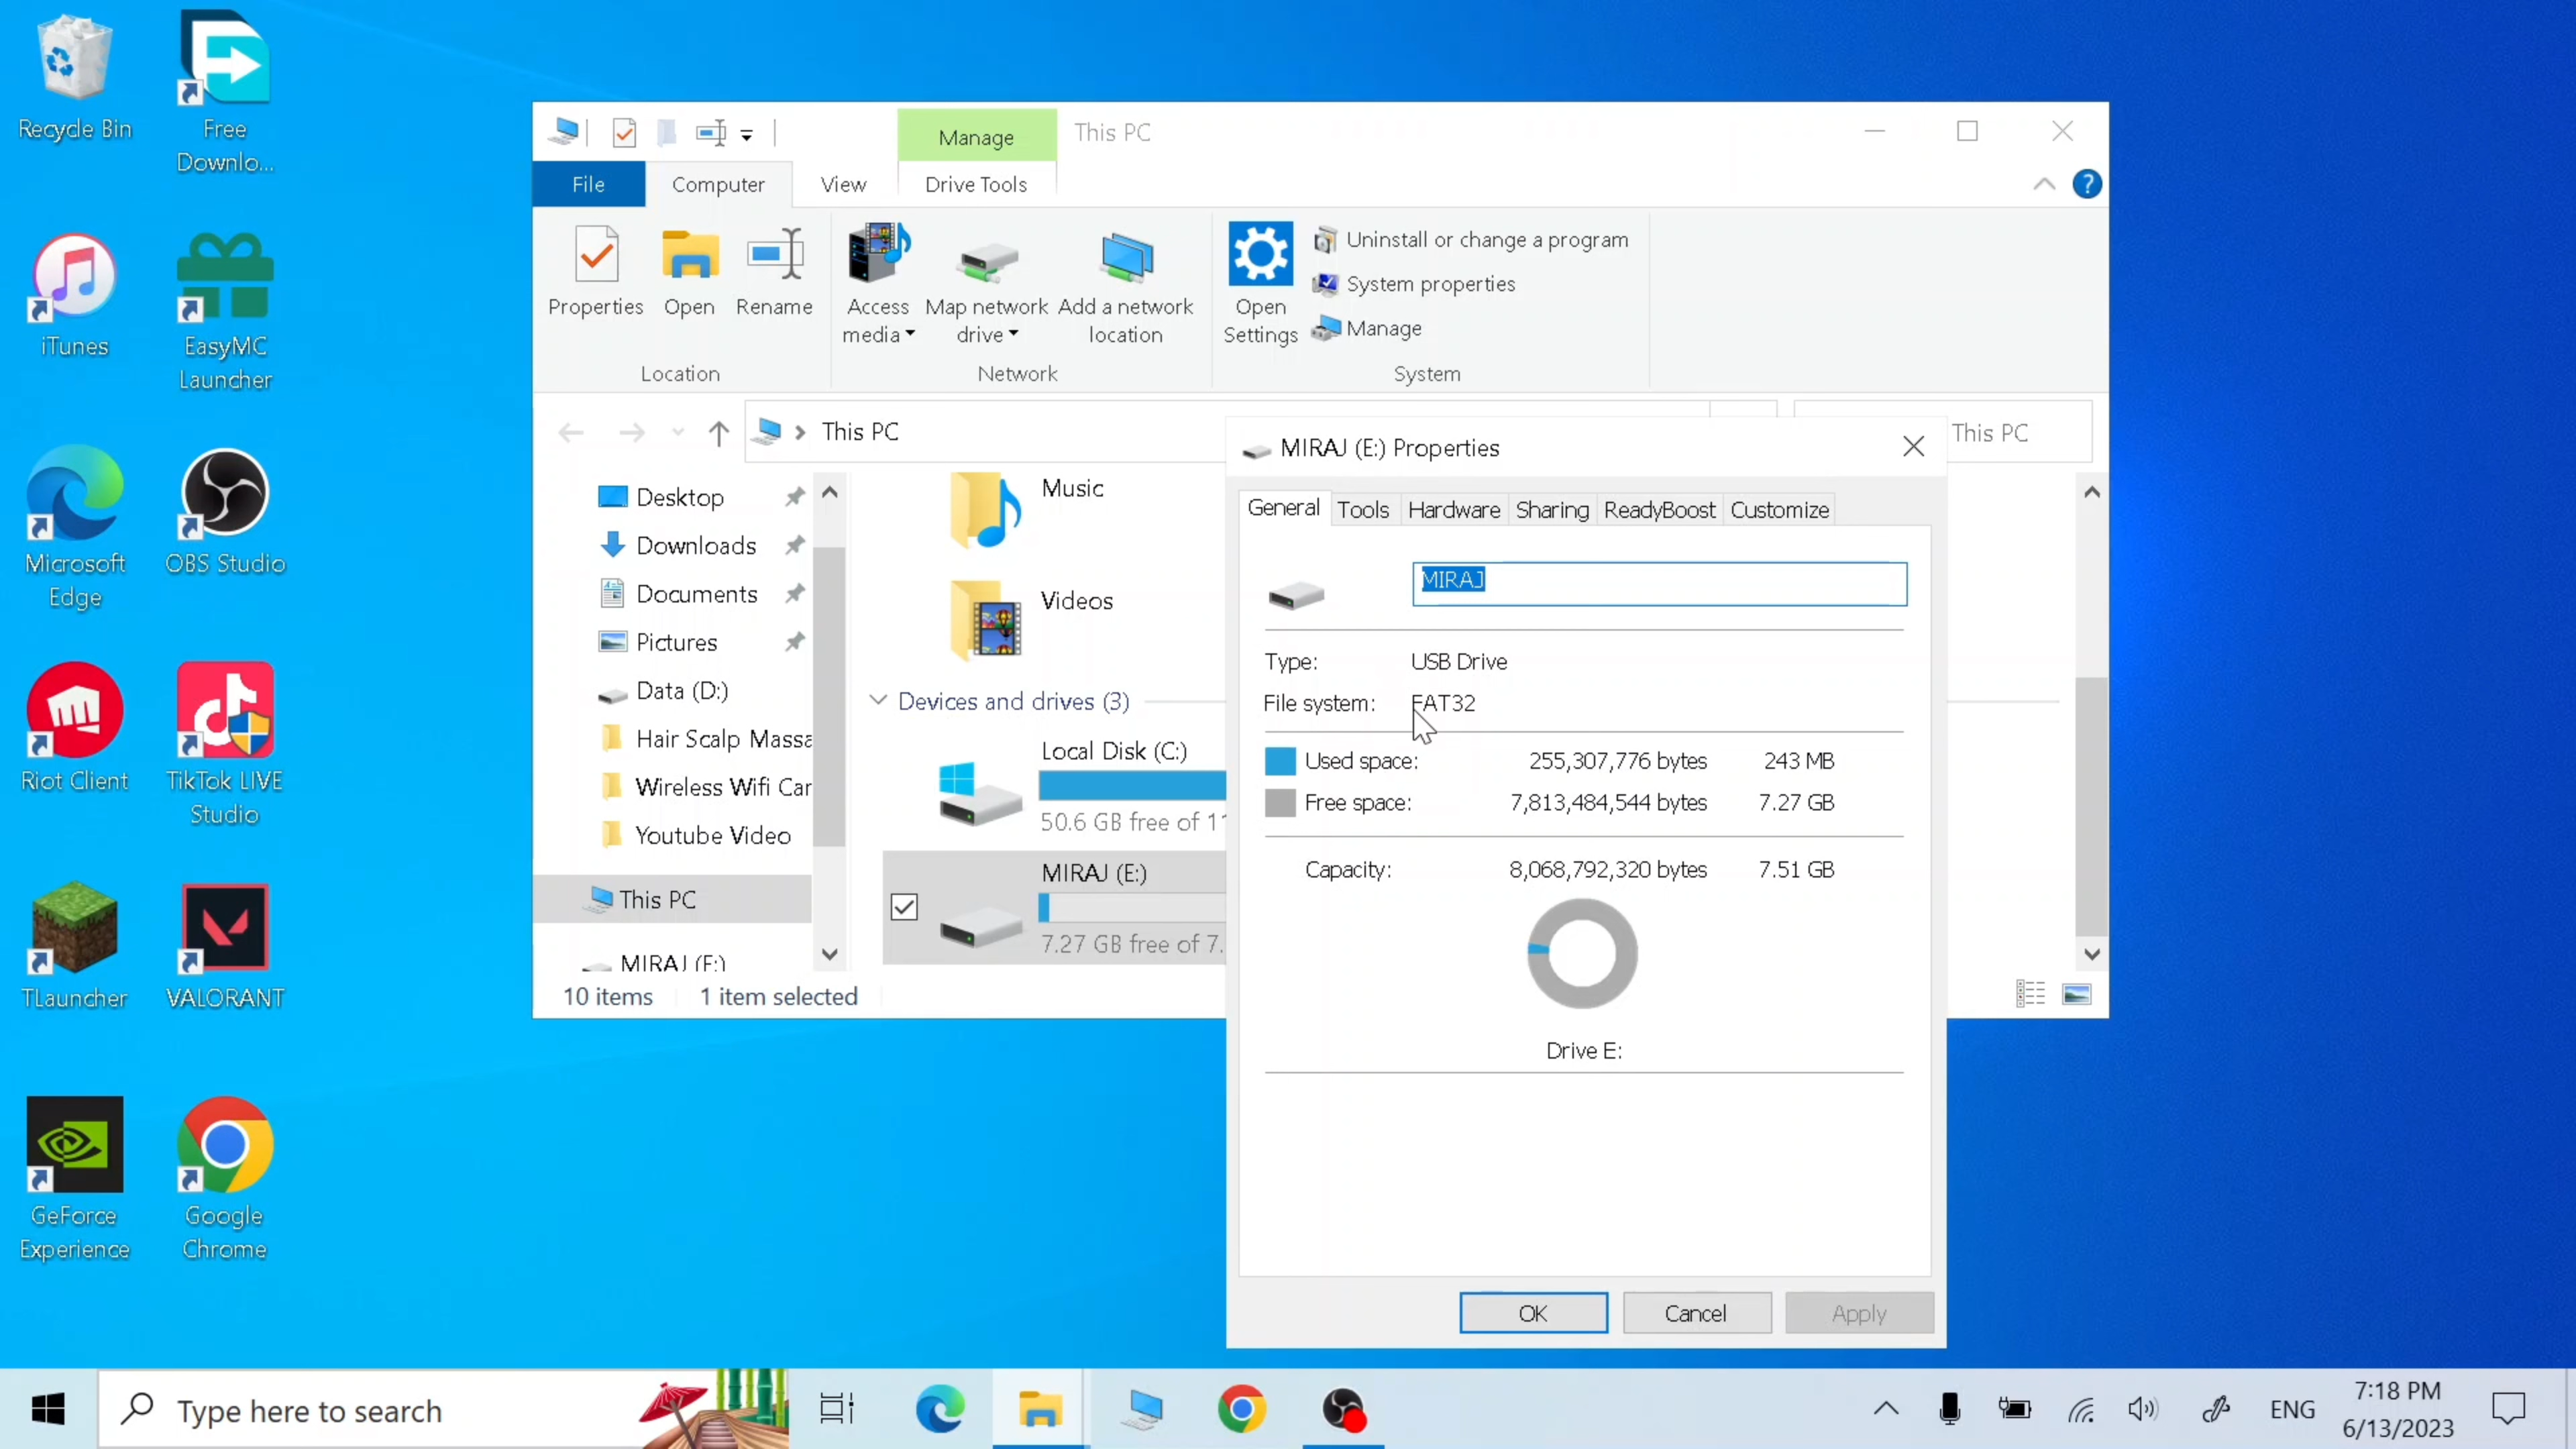 Recycle Bin
Free
Downlo...
iTunes
EasyMC
Launcher
Microsoft
Edge
OBS Studio
Riot Client
TikTok LIVE
Studio
TLauncher
VALORANT
GeForce
Experience
Google
Chrome
Manage
This PC
File
Computer
View
Drive Tools
Properties
Open
Rename
Location
Access
media
Map network
drive
Add a network
location
Network
Open
Settings
Uninstall or change a program
System properties
Manage
System
This PC
This PC
Desktop
Downloads
Documents
Pictures
Data (D:)
Hair Scalp Massa
Wireless Wifi Car
Youtube Video
This PC
MIRAJ (E:)
Music
Videos
Devices and drives (3)
Local Disk (C:)
50.6 GB free of 11
MIRAJ (E:)
7.27 GB free of 7.
10 items
1 item selected
MIRAJ (E:) Properties
General
Tools
Hardware
Sharing
ReadyBoost
Customize
MIRAJ
Type: USB Drive
File system: FAT32
Used space: 255,307,776 bytes 243 MB
Free space: 7,813,484,544 bytes 7.27 GB
Capacity: 8,068,792,320 bytes 7.51 GB
Drive E:
OK
Cancel
Apply
Type here to search
ENG
7:18 PM
6/13/2023